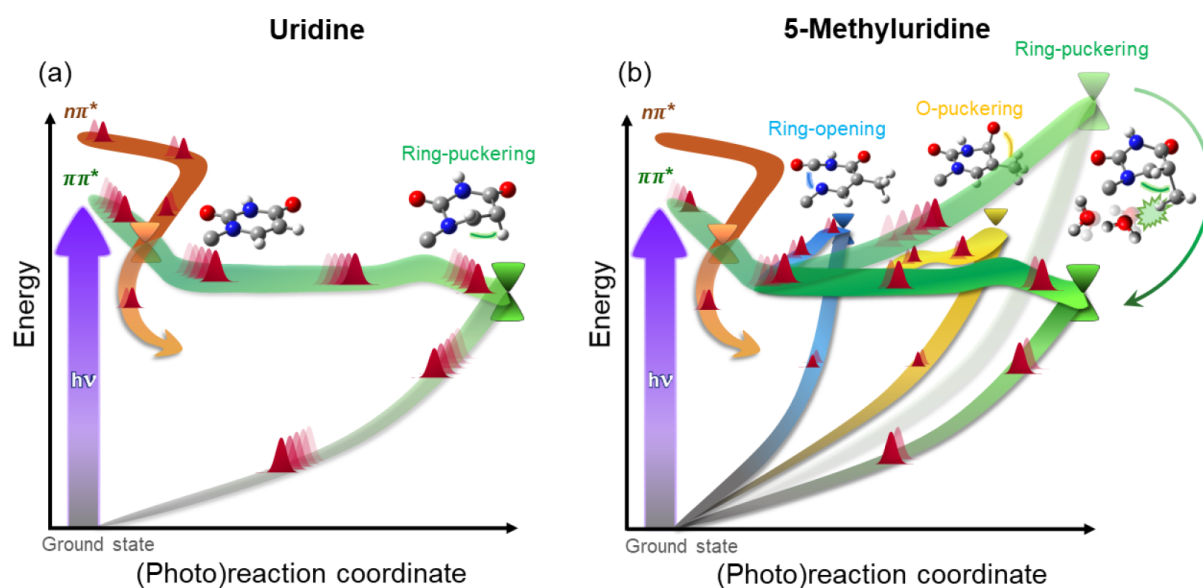 Uridine
(a)
nπ*
ππ*
Ring-puckering
hν
Energy
Ground state
(Photo)reaction coordinate
5-Methyluridine
(b)
Ring-puckering
O-puckering
Ring-opening
nπ*
ππ*
hν
Energy
Ground state
(Photo)reaction coordinate